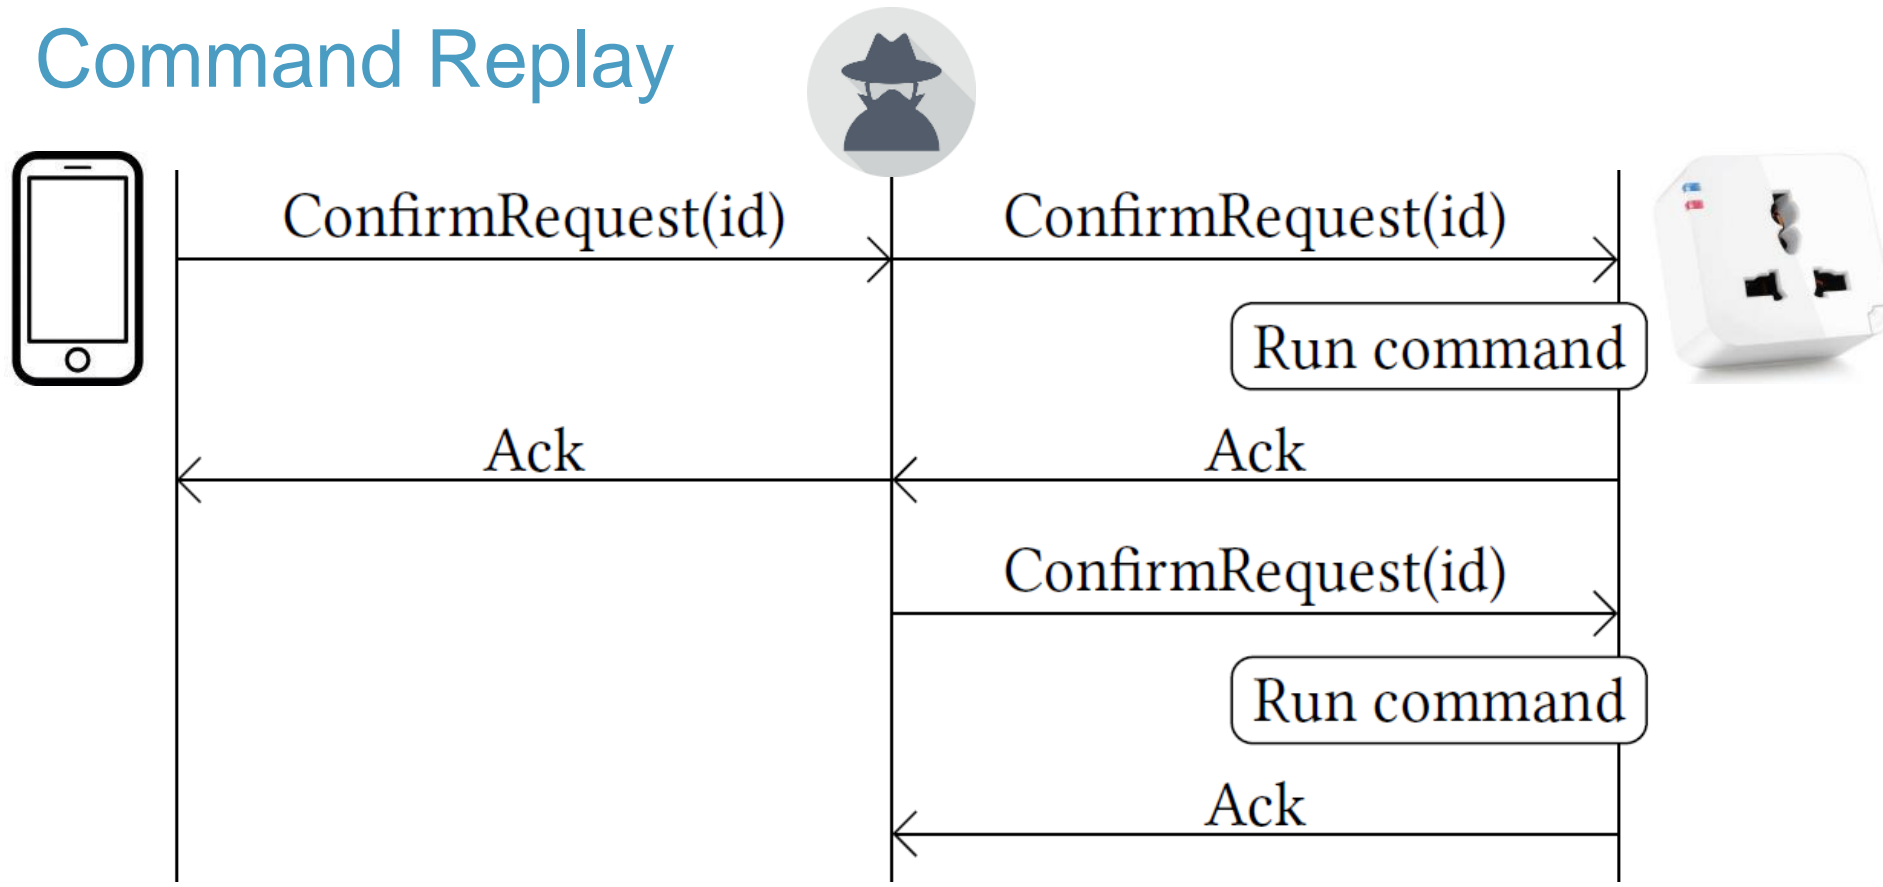 Command Replay
ConfirmRequest(id) ConfirmRequest(id)
Run command
Ack Ack
ConfirmRequest(id)
Run command
Ack